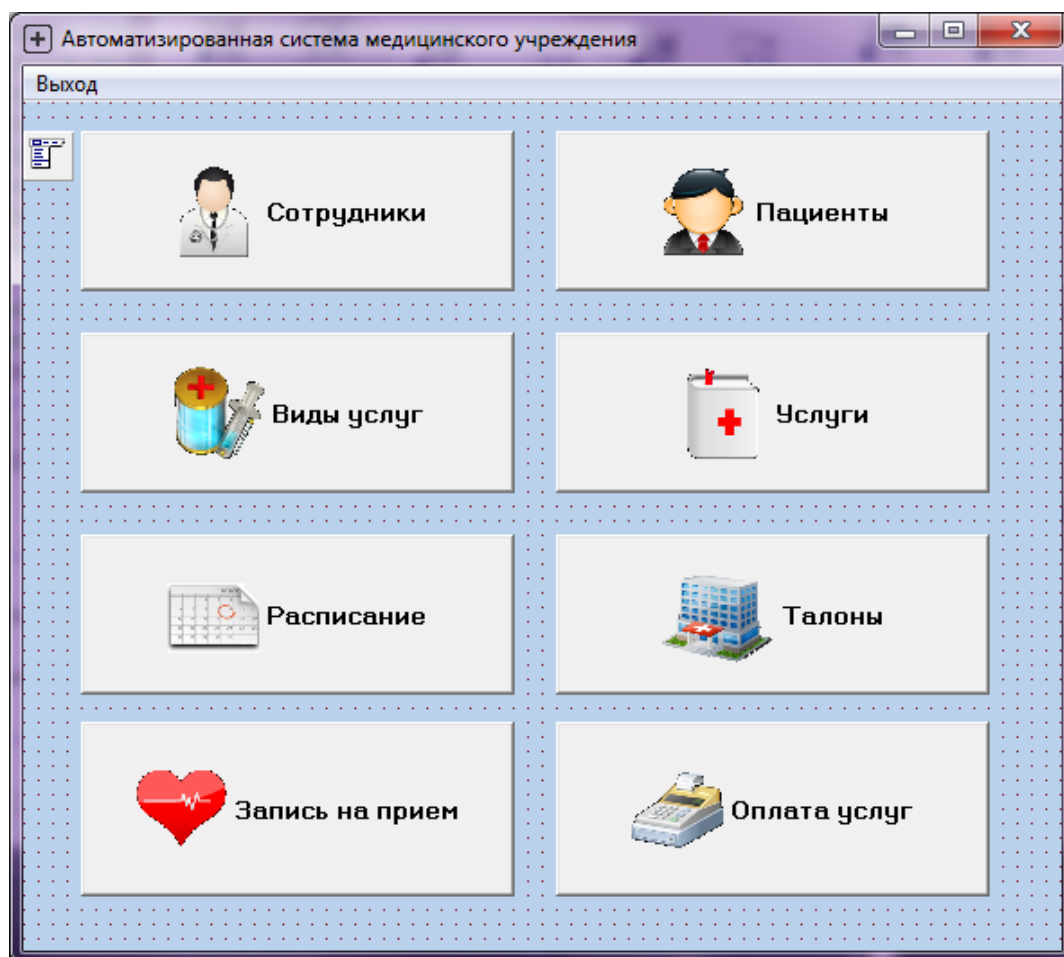 Автоматизированная система медицинского учреждения
Выход
Сотрудники
Пациенты
Виды услуг
Услуги
Расписание
Талоны
Запись на прием
Оплата услуг